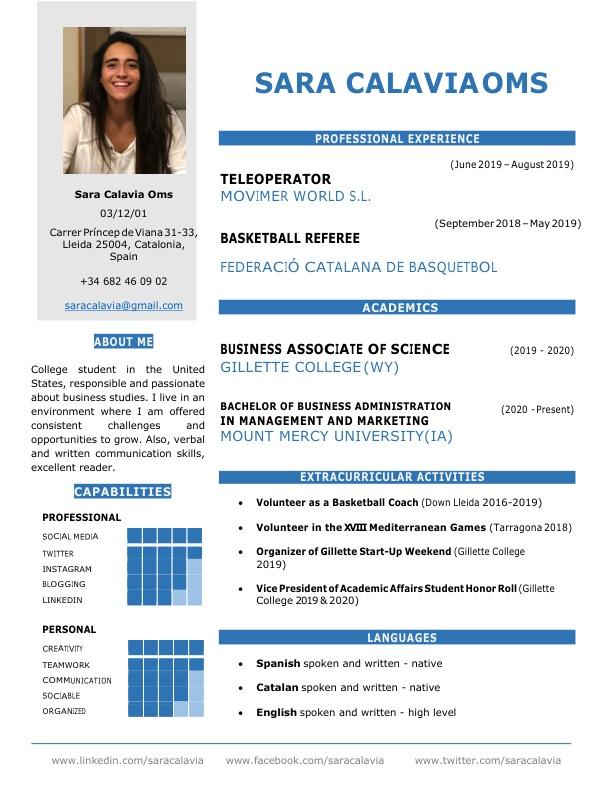 SARA CALAVIA OMS
Sara Calavia Oms
03/12/01
Carrer Príncep de Viana 31-33,
Lleida 25004, Catalonia,
Spain
+34 682 46 09 02
saracalavia@gmail.com
ABOUT ME
College student in the United
States, responsible and passionate
about business studies. I live in an
environment where I am offered
consistent challenges and
opportunities to grow. Also, verbal
and written communication skills,
excellent reader.
CAPABILITIES
PROFESSIONAL
SOCIAL MEDIA
TWITTER
INSTAGRAM
BLOGGING
LINKEDIN
PERSONAL
CREATIVITY
TEAMWORK
COMMUNICATION
SOCIABLE
ORGANIZED
PROFESSIONAL EXPERIENCE
(June 2019 – August 2019)
TELEOPERATOR
MOVIMER WORLD S.L.
(September 2018 – May 2019)
BASKETBALL REFEREE
FEDERACIÓ CATALANA DE BASQUETBOL
ACADEMICS
BUSINESS ASSOCIATE OF SCIENCE (2019 - 2020)
GILLETTE COLLEGE (WY)
BACHELOR OF BUSINESS ADMINISTRATION (2020 - Present)
IN MANAGEMENT AND MARKETING
MOUNT MERCY UNIVERSITY (IA)
EXTRACURRICULAR ACTIVITIES
• Volunteer as a Basketball Coach (Down Lleida 2016-2019)
• Volunteer in the XVIII Mediterranean Games (Tarragona 2018)
• Organizer of Gillette Start-Up Weekend (Gillette College
2019)
• Vice President of Academic Affairs Student Honor Roll (Gillette
College 2019 & 2020)
LANGUAGES
• Spanish spoken and written - native
• Catalan spoken and written - native
• English spoken and written - high level
www.linkedin.com/saracalavia www.facebook.com/saracalavia www.twitter.com/saracalavia